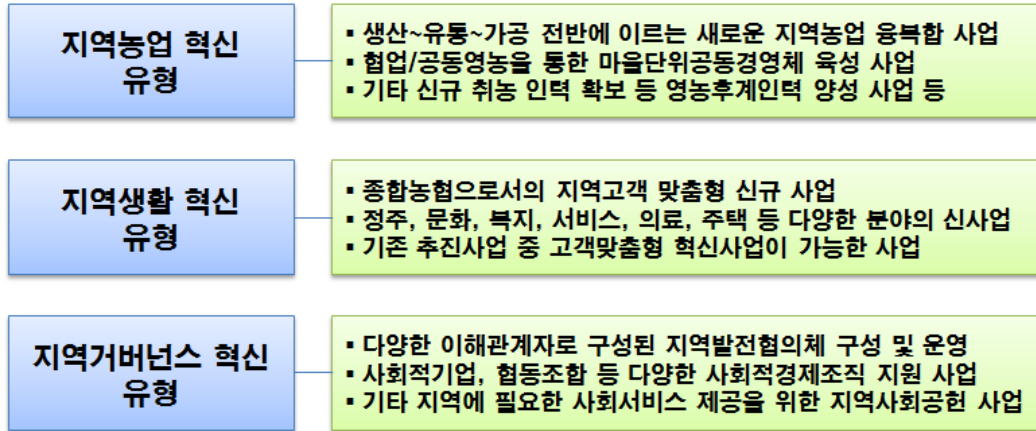 지역농업 혁신
유형
▪ 생산~유통~가공 전반에 이르는 새로운 지역농업 융복합 사업
▪ 협업/공동영농을 통한 마을단위공동경영체 육성 사업
▪ 기타 신규 취농 인력 확보 등 영농후계인력 양성 사업 등
지역생활 혁신
유형
▪ 종합농협으로서의 지역고객 맞춤형 신규 사업
▪ 정주, 문화, 복지, 서비스, 의료, 주택 등 다양한 분야의 신사업
▪ 기존 추진사업 중 고객맞춤형 혁신사업이 가능한 사업
지역거버넌스 혁신
유형
▪ 다양한 이해관계자로 구성된 지역발전협의체 구성 및 운영
▪ 사회적기업, 협동조합 등 다양한 사회적경제조직 지원 사업
▪ 기타 지역에 필요한 사회서비스 제공을 위한 지역사회공헌 사업